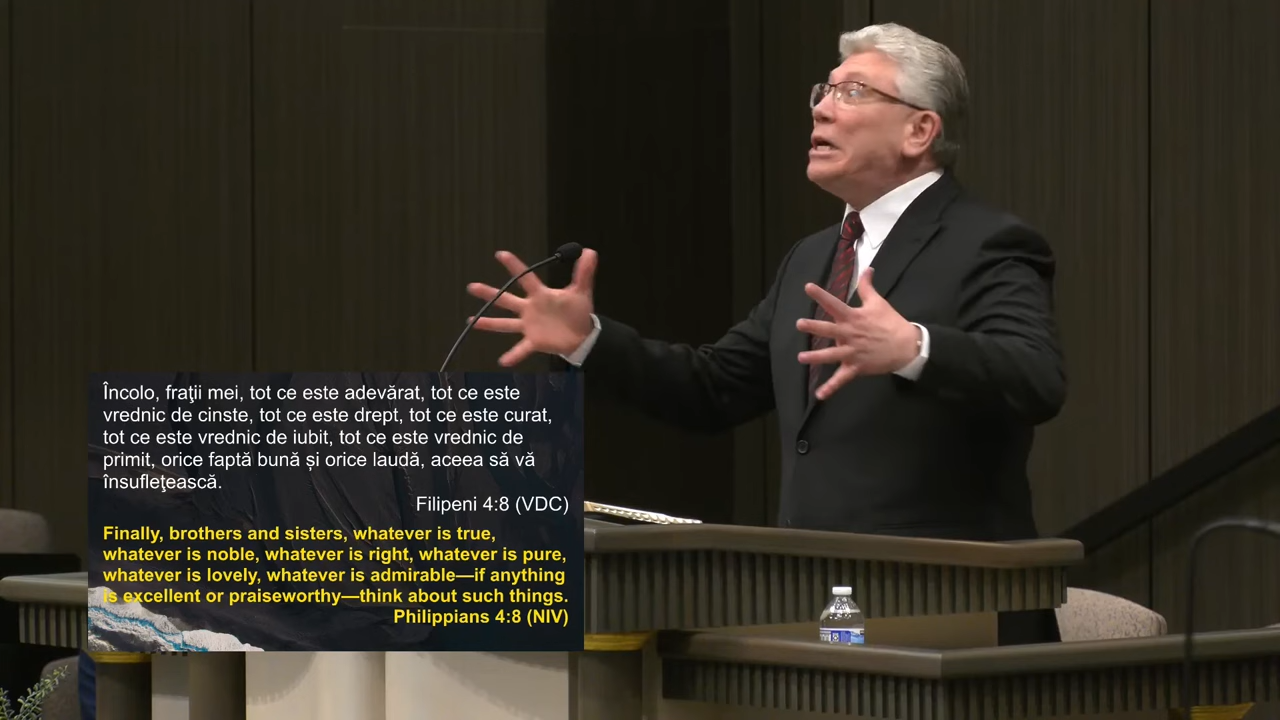 Încolo, fraţii mei, tot ce este adevărat, tot ce este
vrednic de cinste, tot ce este drept, tot ce este curat,
tot ce este vrednic de iubit, tot ce este vrednic de
primit, orice faptă bună și orice laudă, aceea să vă
însufleţească.
Filipeni 4:8 (VDC)
Finally, brothers and sisters, whatever is true,
whatever is noble, whatever is right, whatever is pure,
whatever is lovely, whatever is admirable—if anything
is excellent or praiseworthy—think about such things.
Philippians 4:8 (NIV)